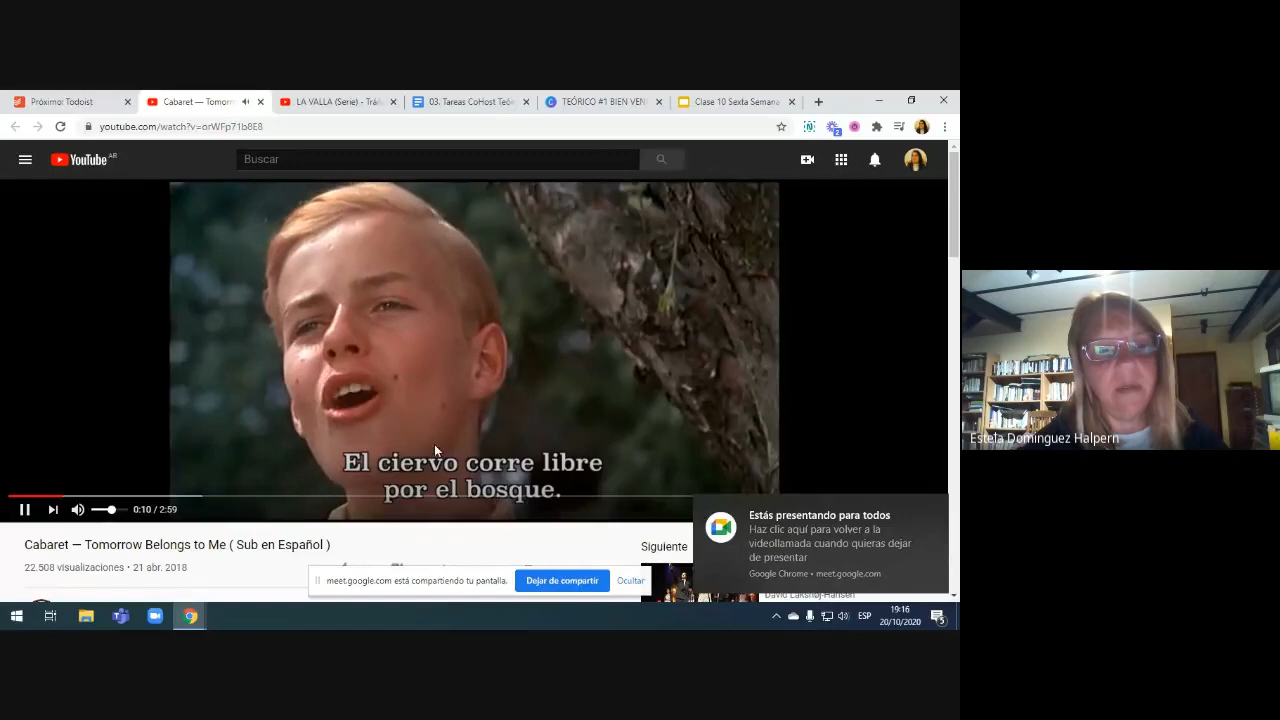 Próximo: Todoist
Cabaret — Tomorr
LA VALLA (Serie) - Trá
03. Tareas CoHost Teór
TEÓRICO #1 BIEN VEN
Clase 10 Sexta Semana
youtube.com/watch?v=orWFp71b8E8
2
YouTube AR
Buscar
El ciervo corre libre
por el bosque.
0:10 / 2:59
Estás presentando para todos
Haz clic aquí para volver a la
videollamada cuando quieras dejar
de presentar
Google Chrome • meet.google.com
Cabaret — Tomorrow Belongs to Me ( Sub en Español )
22.508 visualizaciones • 21 abr. 2018
Siguiente
meet.google.com está compartiendo tu pantalla.
Dejar de compartir
Ocultar
ESP
19:16
20/10/2020
5
Estela Dominguez Halpern